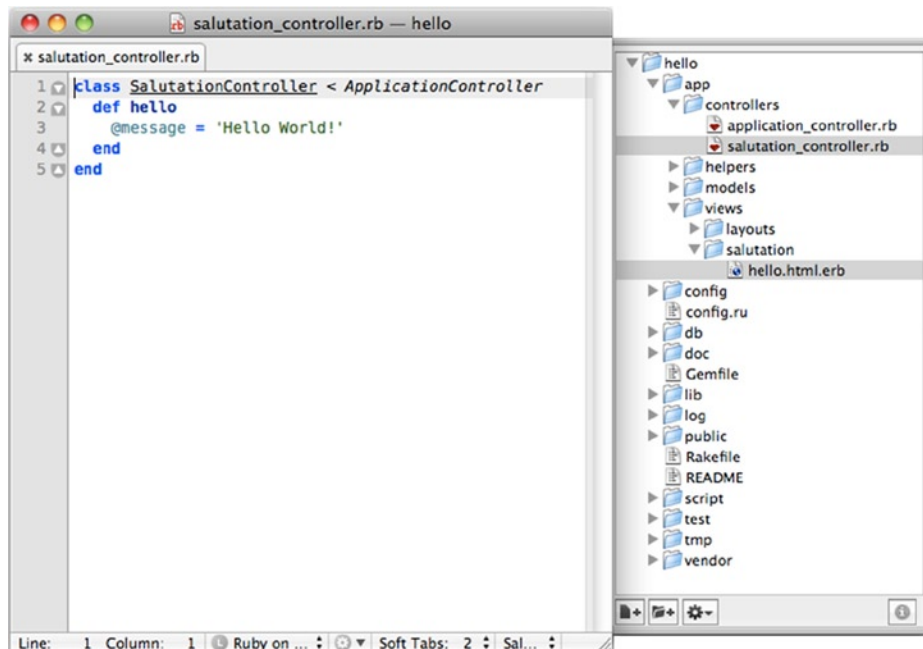 salutation_controller.rb — hello
salutation_controller.rb
1 class SalutationController < ApplicationController
2 def hello
3 @message = 'Hello World!'
4 end
5 end
Line: 1 Column: 1 Ruby on ... Soft Tabs: 2 Sal...
hello
app
controllers
application_controller.rb
salutation_controller.rb
helpers
models
views
layouts
salutation
hello.html.erb
config
config.ru
db
doc
Gemfile
lib
log
public
Rakefile
README
script
test
tmp
vendor